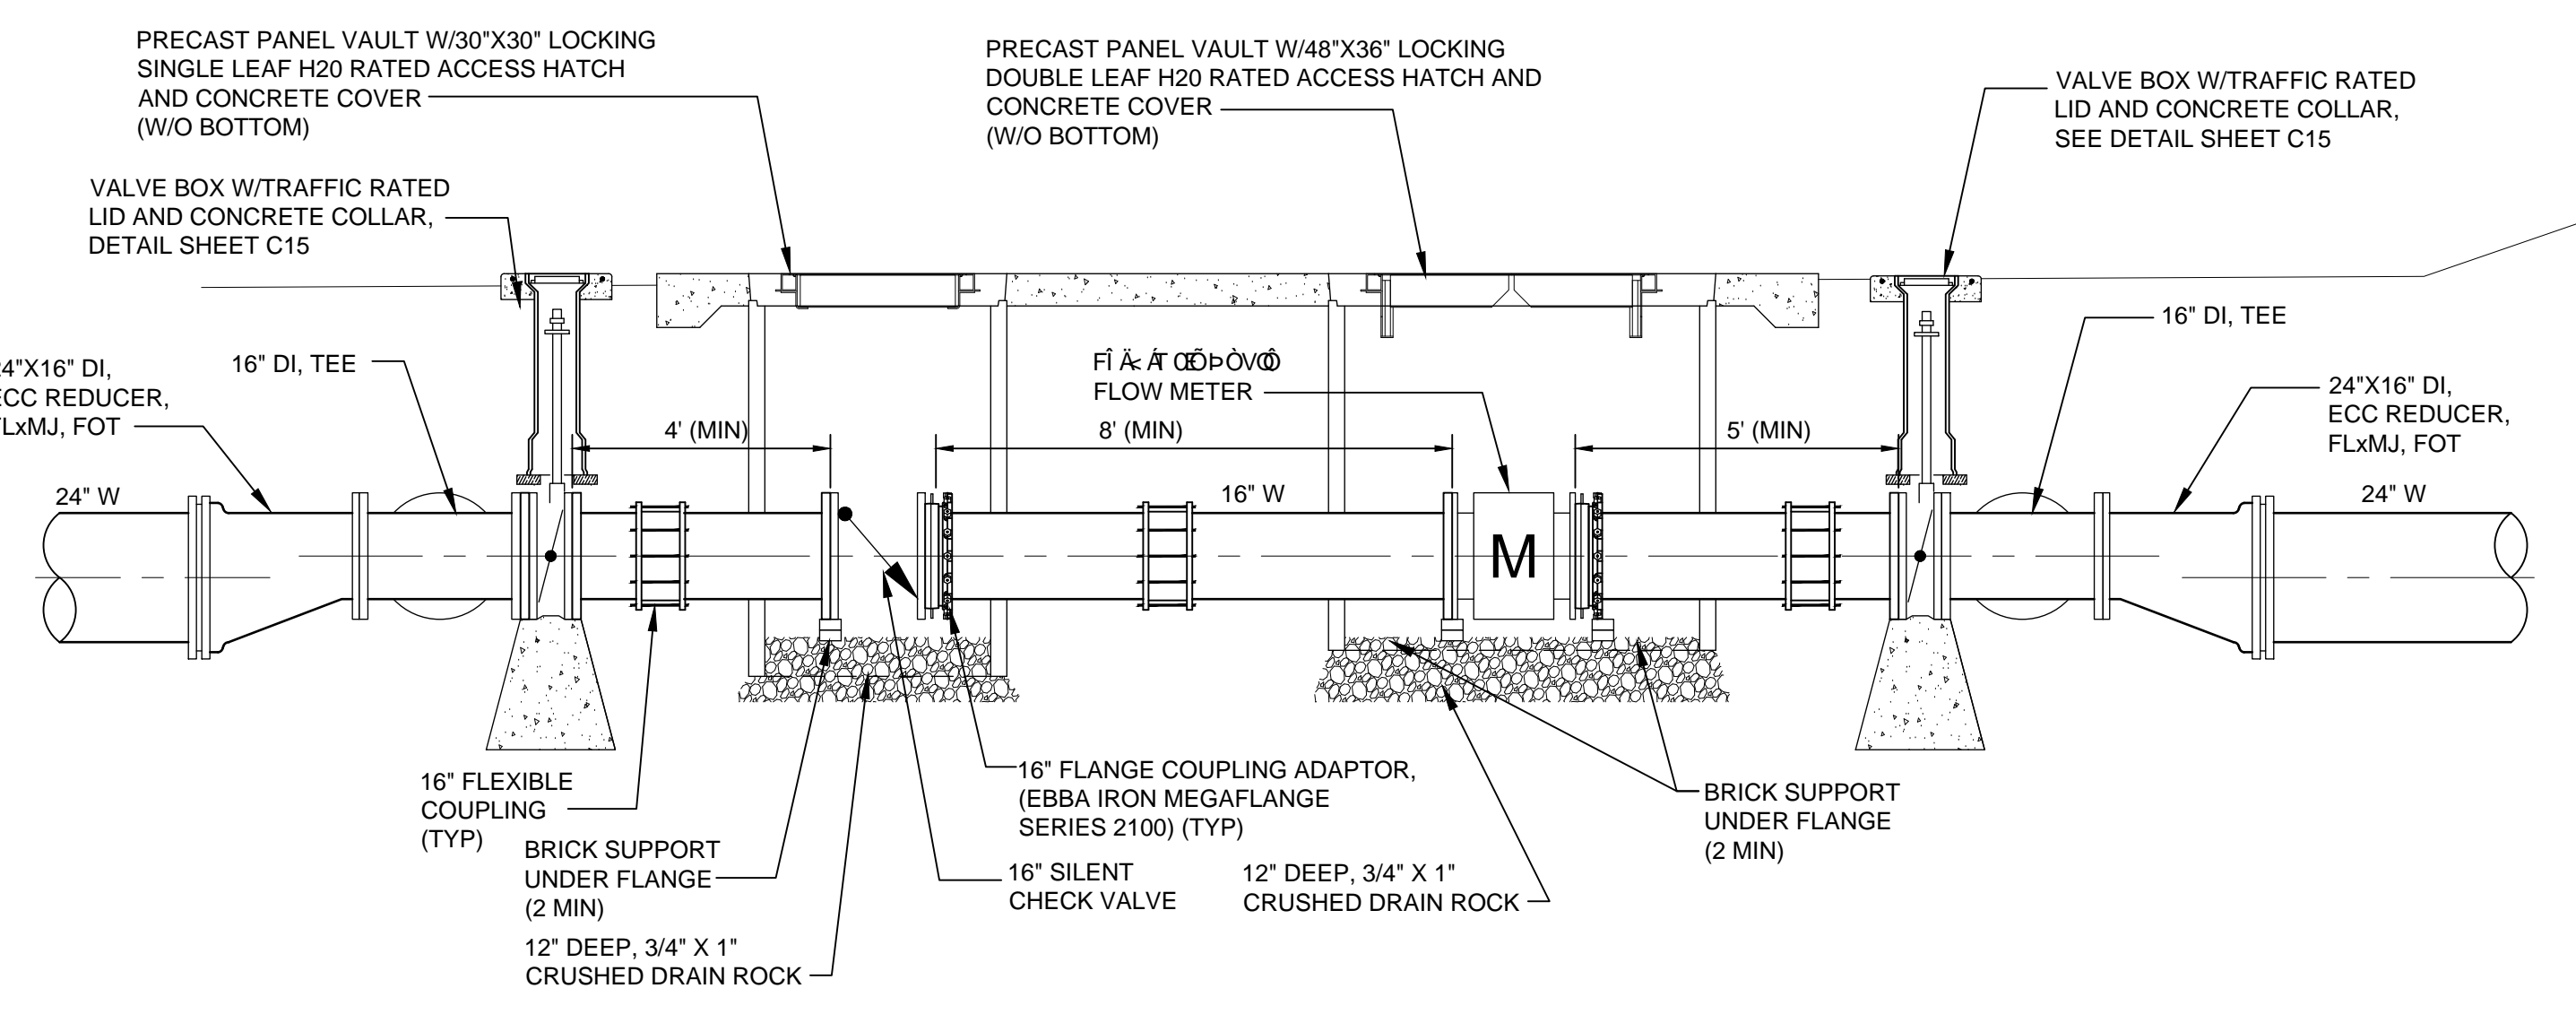 PRECAST PANEL VAULT W/30"X30" LOCKING
SINGLE LEAF H20 RATED ACCESS HATCH
AND CONCRETE COVER
(W/O BOTTOM)
PRECAST PANEL VAULT W/48"X36" LOCKING
DOUBLE LEAF H20 RATED ACCESS HATCH AND
CONCRETE COVER
(W/O BOTTOM)
VALVE BOX W/TRAFFIC RATED
LID AND CONCRETE COLLAR,
SEE DETAIL SHEET C15
VALVE BOX W/TRAFFIC RATED
LID AND CONCRETE COLLAR,
DETAIL SHEET C15
24"X16" DI,
ECC REDUCER,
FLxMJ, FOT
16" DI, TEE
FLOW METER
16" DI, TEE
24"X16" DI,
ECC REDUCER,
FLxMJ, FOT
4' (MIN)
8' (MIN)
5' (MIN)
24" W
16" W
24" W
M
16" FLEXIBLE
COUPLING
(TYP)
BRICK SUPPORT
UNDER FLANGE
(2 MIN)
12" DEEP, 3/4" X 1"
CRUSHED DRAIN ROCK
16" FLANGE COUPLING ADAPTOR,
(EBBA IRON MEGAFLANGE
SERIES 2100) (TYP)
16" SILENT
CHECK VALVE
12" DEEP, 3/4" X 1"
CRUSHED DRAIN ROCK
BRICK SUPPORT
UNDER FLANGE
(2 MIN)